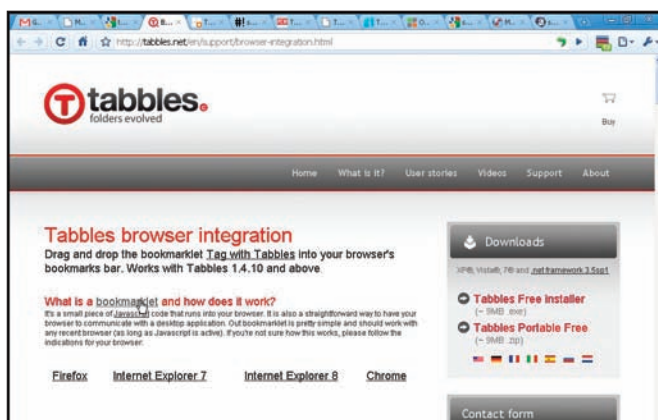 http://tabbles.net/en/support/browser-integration.html
T tabbles.
folders evolved
Buy
Home What is it? User stories Videos Support About
Tabbles browser integration
Drag and drop the bookmarklet Tag with Tabbles into your browser's
bookmarks bar. Works with Tabbles 1.4.10 and above
What is a bookmarklet and how does it work?
It's a small piece of Javascript code that runs into your browser. It is also a straightforward way to have your
browser to communicate with a desktop application. Out bookmarklet is pretty simple and should work with
any recent browser (as long as Javascript is active). If you're not sure how this works, please follow the
indications for your browser:
Firefox Internet Explorer 7 Internet Explorer 8 Chrome
Downloads
XP®, Vista®, 7® and .net framework 3.5sp1
Tabbles Free Installer
(~ 9MB .exe)
Tabbles Portable Free
(~ 9MB .zip)
Contact form